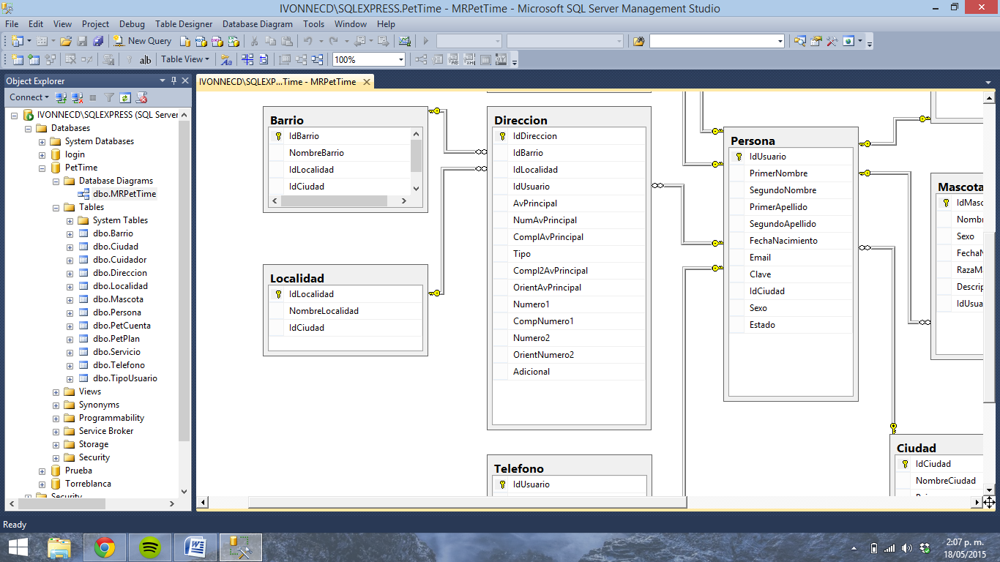 IVONNECD\SQLEXPRESS.PetTime - MRPetTime - Microsoft SQL Server Management Studio
File Edit View Project Debug Table Designer Database Diagram Tools Window Help
New Query
ab Table View 100%
Object Explorer
Connect
IVONNECD\SQLEXPRESS (SQL Server
Databases
System Databases
login
PetTime
Database Diagrams
dbo.MRPetTime
Tables
System Tables
dbo.Barrio
dbo.Ciudad
dbo.Cuidador
dbo.Direccion
dbo.Localidad
dbo.Mascota
dbo.Persona
dbo.PetCuenta
dbo.PetPlan
dbo.Servicio
dbo.Telefono
dbo.TipoUsuario
Views
Synonyms
Programmability
Service Broker
Storage
Security
Prueba
Torreblanca
Security
IVONNECD\SQLEXP...Time - MRPetTime
Barrio
IdBarrio
NombreBarrio
IdLocalidad
IdCiudad
Localidad
IdLocalidad
NombreLocalidad
IdCiudad
Direccion
IdDireccion
IdBarrio
IdLocalidad
IdUsuario
AvPrincipal
NumAvPrincipal
ComplAvPrincipal
Tipo
Compl2AvPrincipal
OrientAvPrincipal
Numero1
CompNumero1
Numero2
OrientNumero2
Adicional
Telefono
IdUsuario
Persona
IdUsuario
PrimerNombre
SegundoNombre
PrimerApellido
SegundoApellido
FechaNacimiento
Email
Clave
IdCiudad
Sexo
Estado
Mascota
IdMasc
Nombr
Sexo
FechaN
RazaMa
Descrip
IdUsua
Ciudad
IdCiudad
NombreCiudad
Ready
2:07 p. m.
18/05/2015